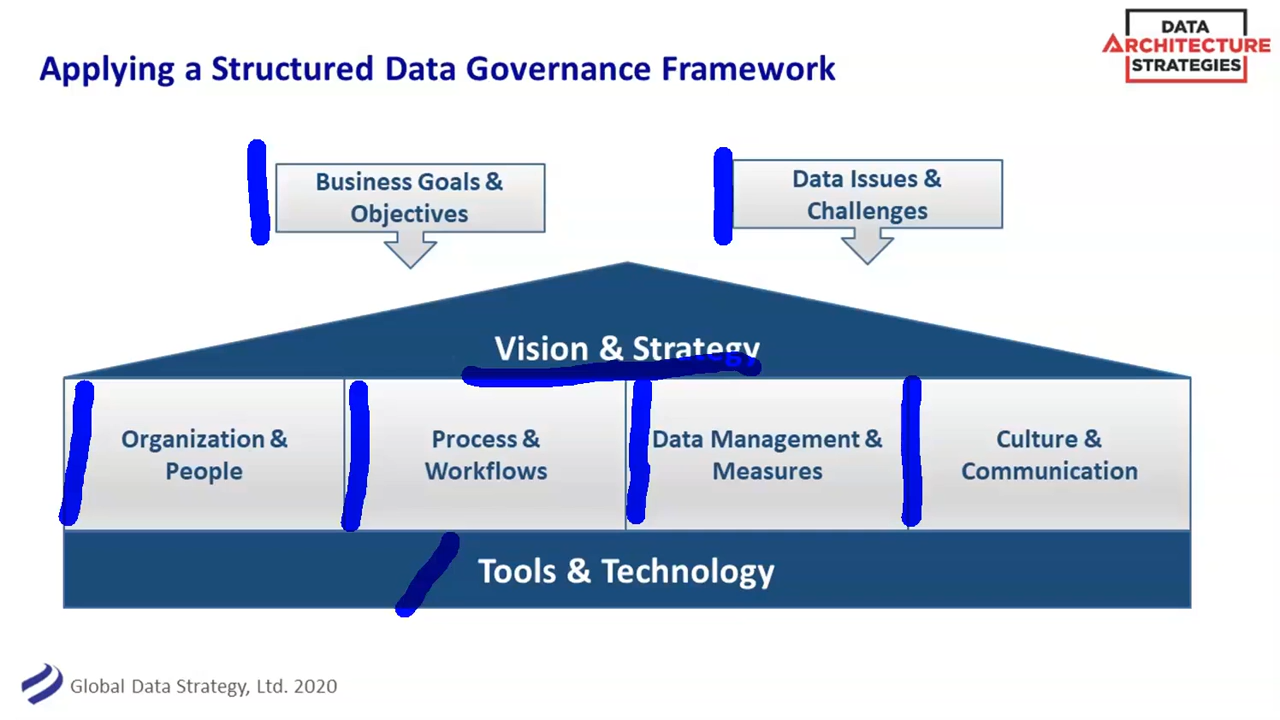 DATA
ARCHITECTURE
STRATEGIES
Applying a Structured Data Governance Framework
Business Goals &
Objectives
Data Issues &
Challenges
Vision & Strategy
Organization &
People
Process &
Workflows
Data Management &
Measures
Culture &
Communication
Tools & Technology
Global Data Strategy, Ltd. 2020